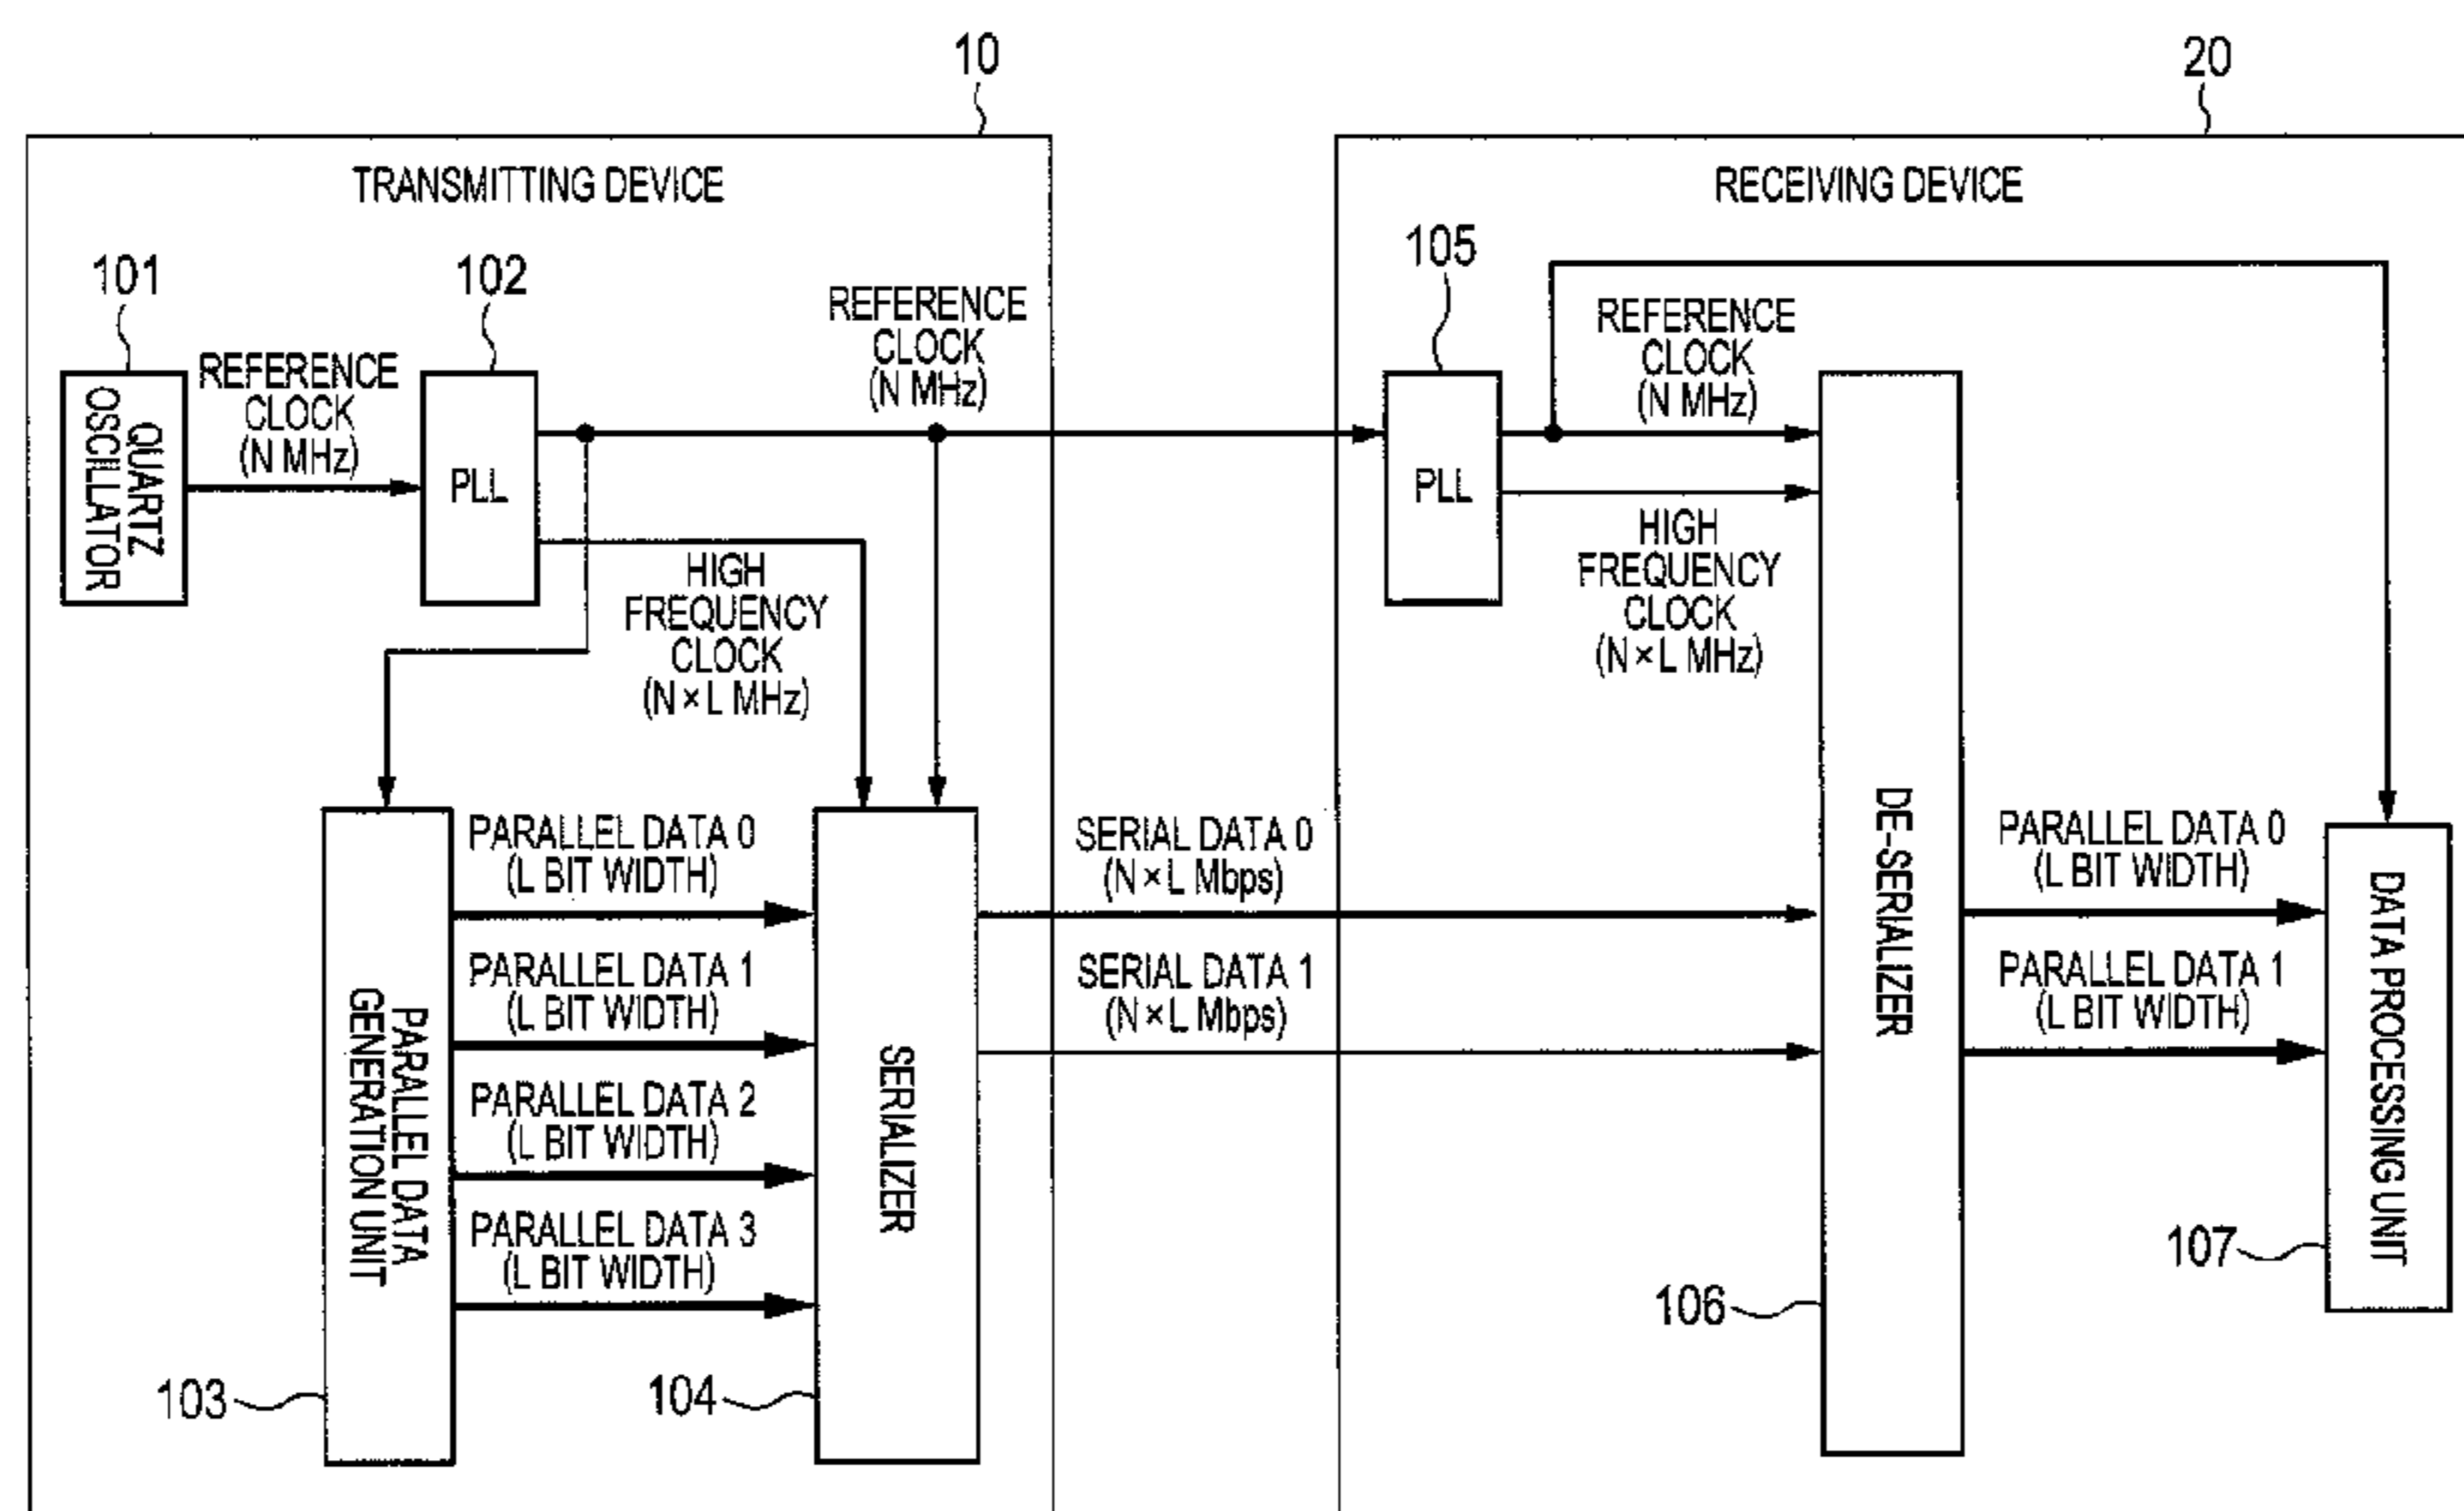 10
20
TRANSMITTING DEVICE
RECEIVING DEVICE
101
102
105
REFERENCE
CLOCK
(N MHz)
REFERENCE
CLOCK
(N MHz)
REFERENCE
CLOCK
(N MHz)
QUARTZ
OSCILLATOR
PLL
PLL
HIGH
FREQUENCY
CLOCK
(N × L MHz)
HIGH
FREQUENCY
CLOCK
(N × L MHz)
PARALLEL DATA 0
(L BIT WIDTH)
PARALLEL DATA 1
(L BIT WIDTH)
PARALLEL DATA 2
(L BIT WIDTH)
PARALLEL DATA 3
(L BIT WIDTH)
PARALLEL DATA
GENERATION UNIT
SERIALIZER
SERIAL DATA 0
(N × L Mbps)
SERIAL DATA 1
(N × L Mbps)
DE-SERIALIZER
PARALLEL DATA 0
(L BIT WIDTH)
PARALLEL DATA 1
(L BIT WIDTH)
DATA PROCESSING UNIT
103
104
106
107